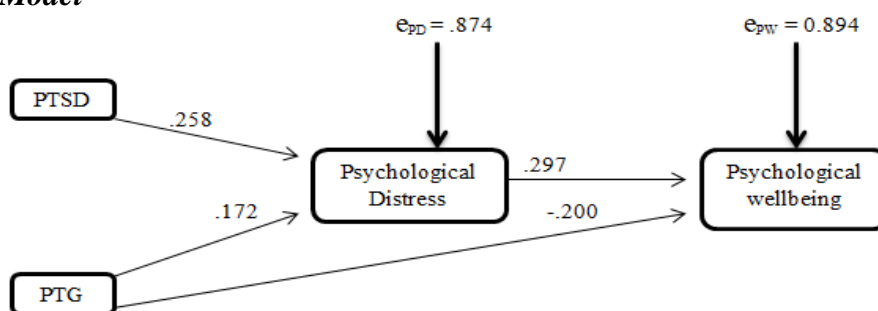 Model
ePD = .874
ePW = 0.894
PTSD
.258
Psychological
Distress
.297
Psychological
wellbeing
.172
-.200
PTG